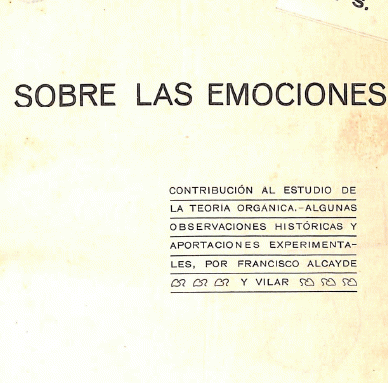 S.
SOBRE LAS EMOCIONES
CONTRIBUCIÓN AL ESTUDIO DE
LA TEORIA ORGANICA.-ALGUNAS
OBSERVACIONES HISTÓRICAS Y
APORTACIONES EXPERIMENTA-
LES, POR FRANCISCO ALCAYDE
Y VILAR